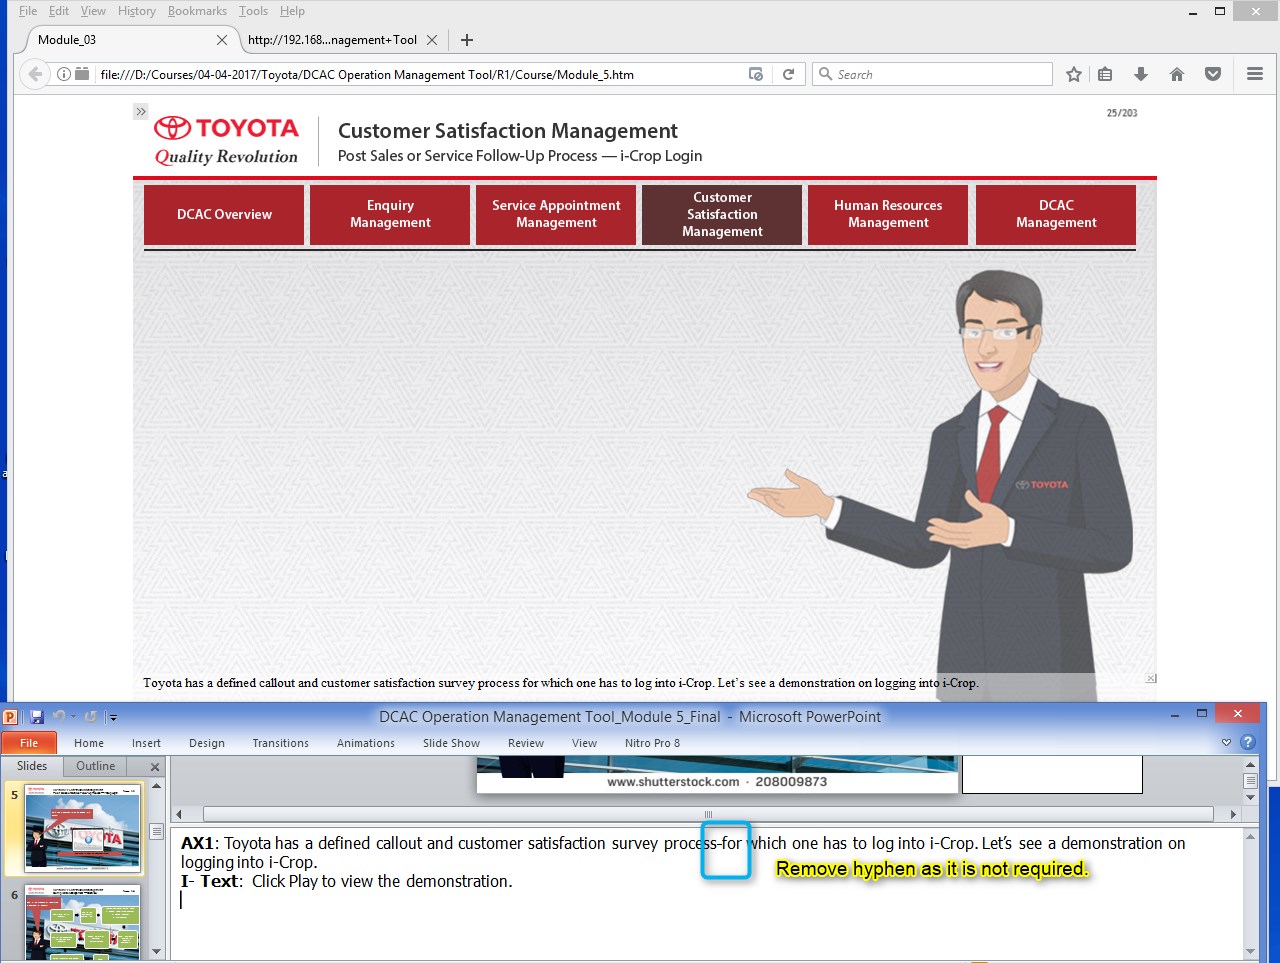 File Edit View History Bookmarks Tools Help
Module_03
http://192.168...nagement+Tool
file:///D:/Courses/04-04-2017/Toyota/DCAC Operation Management Tool/R1/Course/Module_5.htm
Search
25/203
TOYOTA
Quality Revolution
Customer Satisfaction Management
Post Sales or Service Follow-Up Process — i-Crop Login
DCAC Overview
Enquiry
Management
Service Appointment
Management
Customer
Satisfaction
Management
Human Resources
Management
DCAC
Management
TOYOTA
Toyota has a defined callout and customer satisfaction survey process for which one has to log into i-Crop. Let's see a demonstration on logging into i-Crop.
DCAC Operation Management Tool_Module 5_Final - Microsoft PowerPoint
File Home Insert Design Transitions Animations Slide Show Review View Nitro Pro 8
Slides Outline
www.shutterstock.com · 208009873
5
6
AX1: Toyota has a defined callout and customer satisfaction survey process-for which one has to log into i-Crop. Let's see a demonstration on
logging into i-Crop.
Remove hyphen as it is not required.
I- Text: Click Play to view the demonstration.